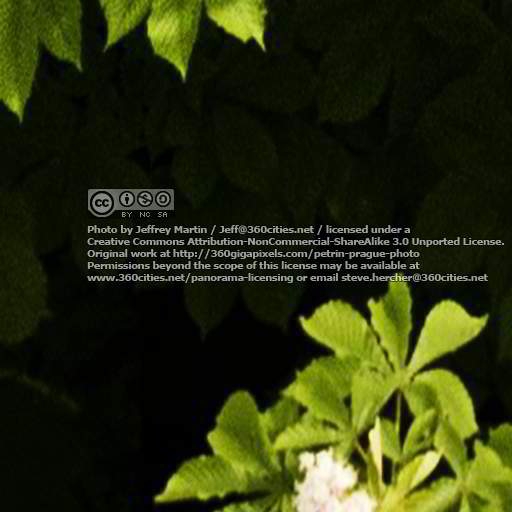 cc
BY NC SA
Photo by Jeffrey Martin / Jeff@360cities.net / licensed under a
Creative Commons Attribution-NonCommercial-ShareAlike 3.0 Unported License.
Original work at http://360gigapixels.com/petrin-prague-photo
Permissions beyond the scope of this license may be available at
www.360cities.net/panorama-licensing or email steve.hercher@360cities.net